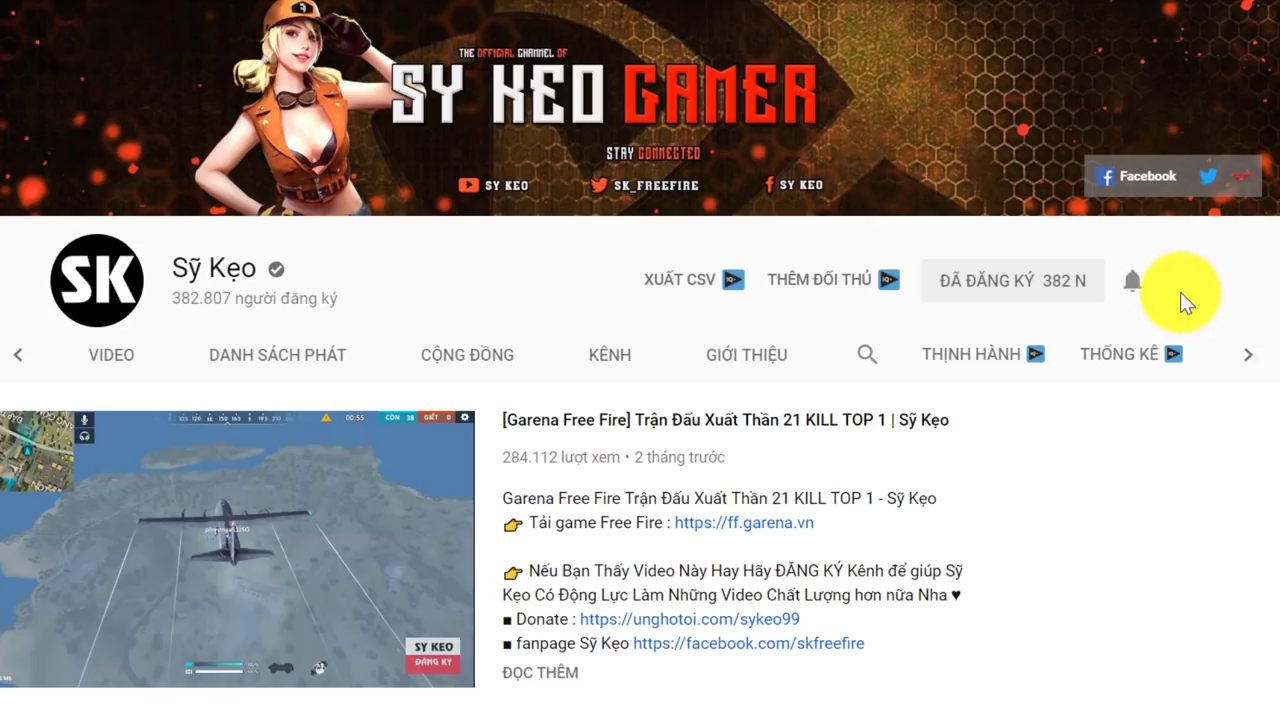 THE OFFICIAL CHANNEL OF
SY KEO GAMER
STAY CONNECTED
SY KEO
SK_FREEFIRE
SY KEO
Facebook
SK
Sỹ Kẹo
382.807 người đăng ký
XUẤT CSV
THÊM ĐỐI THỦ
ĐÃ ĐĂNG KÝ 382 N
VIDEO
DANH SÁCH PHÁT
CỘNG ĐỒNG
KÊNH
GIỚI THIỆU
THỊNH HÀNH
THỐNG KÊ
00:55
CÒN 38
GIẾT 0
SY KEO
ĐĂNG KÝ
[Garena Free Fire] Trận Đấu Xuất Thần 21 KILL TOP 1 | Sỹ Kẹo
284.112 lượt xem • 2 tháng trước
Garena Free Fire Trận Đấu Xuất Thần 21 KILL TOP 1 - Sỹ Kẹo
👉 Tải game Free Fire : https://ff.garena.vn
👉 Nếu Bạn Thấy Video Này Hay Hãy ĐĂNG KÝ Kênh để giúp Sỹ
Kẹo Có Động Lực Làm Những Video Chất Lượng hơn nữa Nha ♥
■ Donate : https://unghotoi.com/sykeo99
■ fanpage Sỹ Kẹo https://facebook.com/skfreefire
ĐỌC THÊM